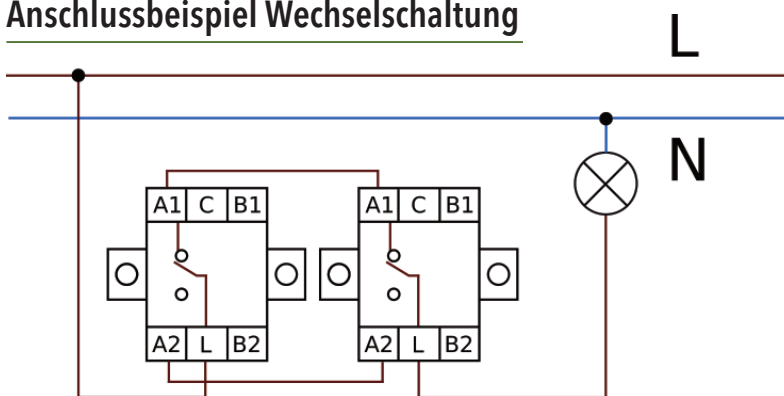 Anschlussbeispiel Wechselschaltung
L
N
A1 C B1
A1 C B1
A2 L B2
A2 L B2